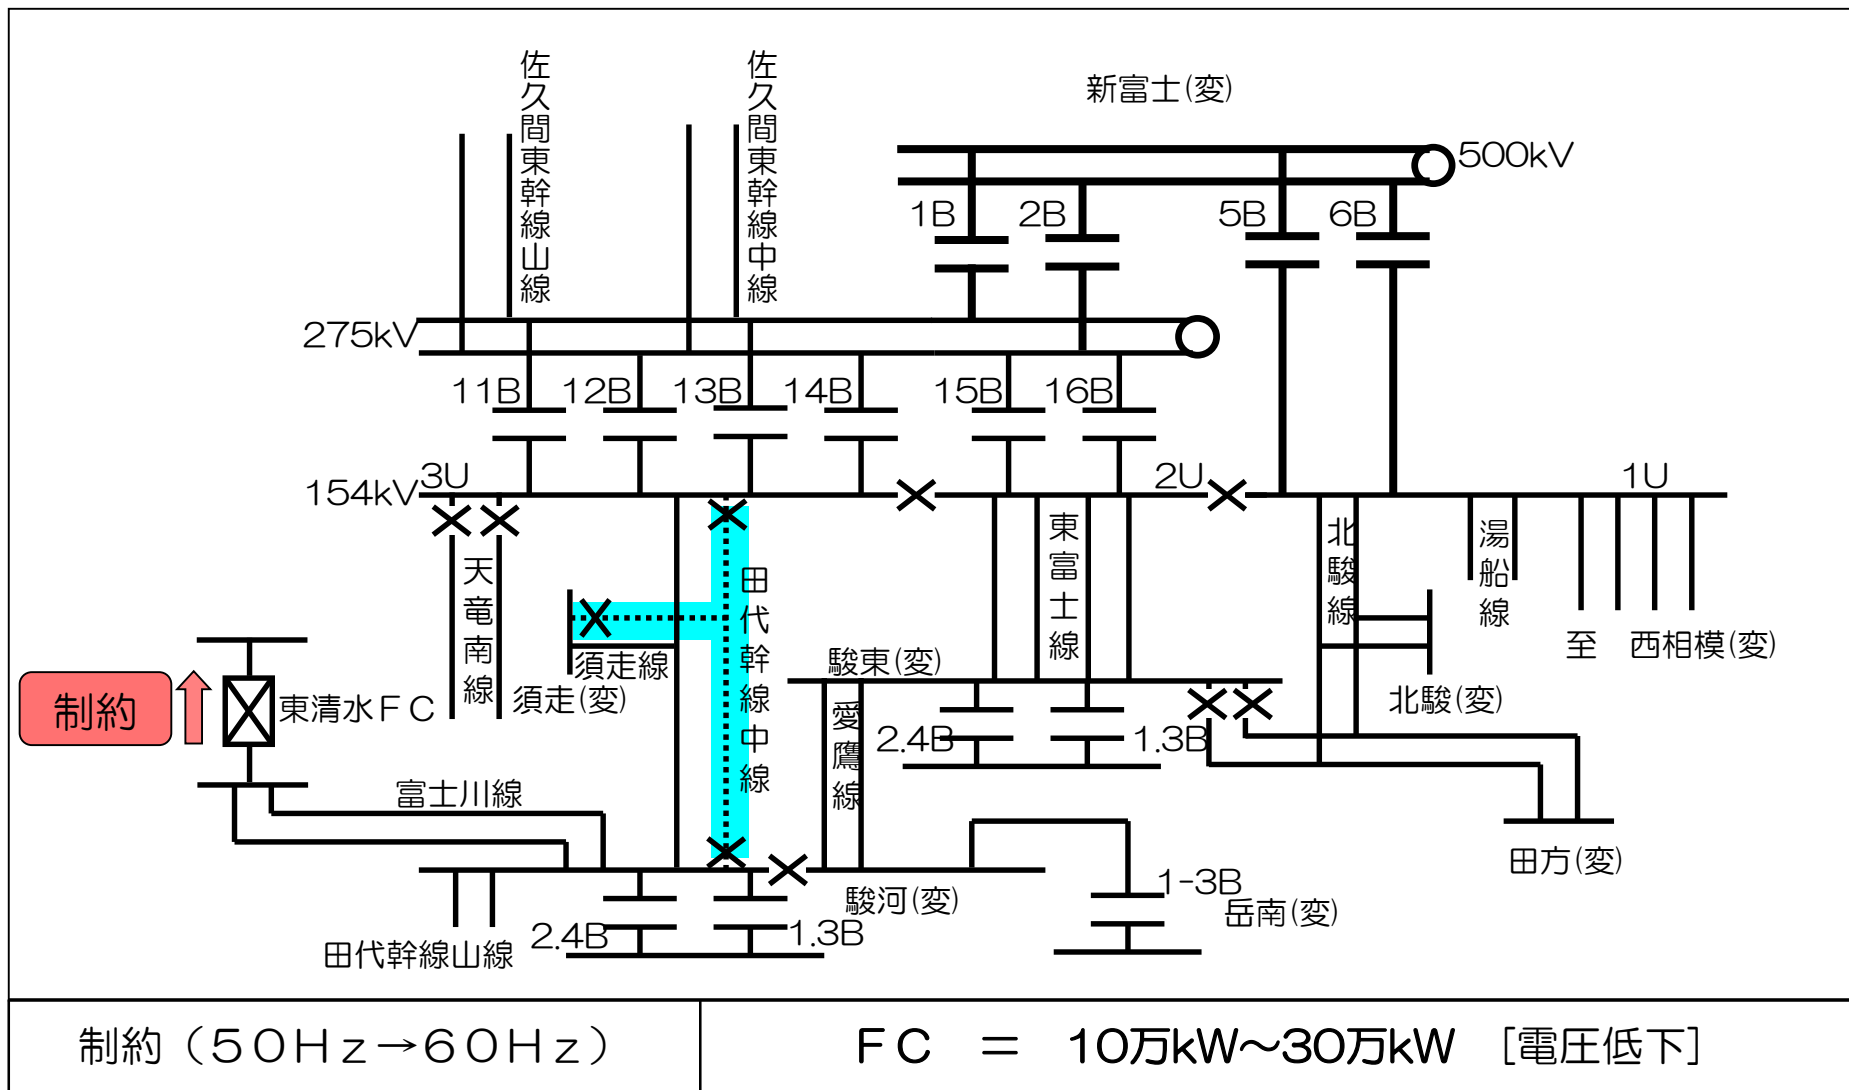 佐久間東幹線山線
佐久間東幹線中線
新富士(変)
500kV
1B
2B
5B
6B
275kV
11B
12B
13B
14B
15B
16B
154kV
3U
2U
1U
天竜南線
田代幹線中線
東富士線
北駿線
湯船線
至 西相模(変)
須走線
須走(変)
駿東(変)
北駿(変)
制約
東清水FC
愛鷹線
2.4B
1.3B
富士川線
田方(変)
駿河(変)
1-3B
岳南(変)
2.4B
1.3B
田代幹線山線
制約(50Hz→60Hz)
FC = 10万kW～30万kW [電圧低下]